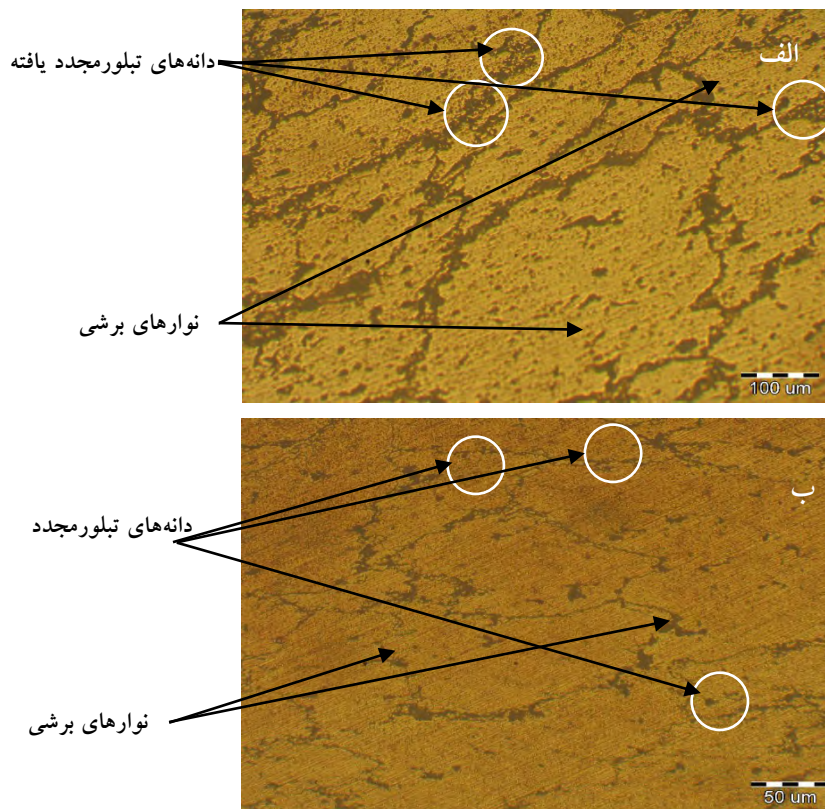 دانه‌های تبلورمجدد یافته
الف
نوارهای برشی
100 um
ب
دانه‌های تبلورمجدد
نوارهای برشی
50 um